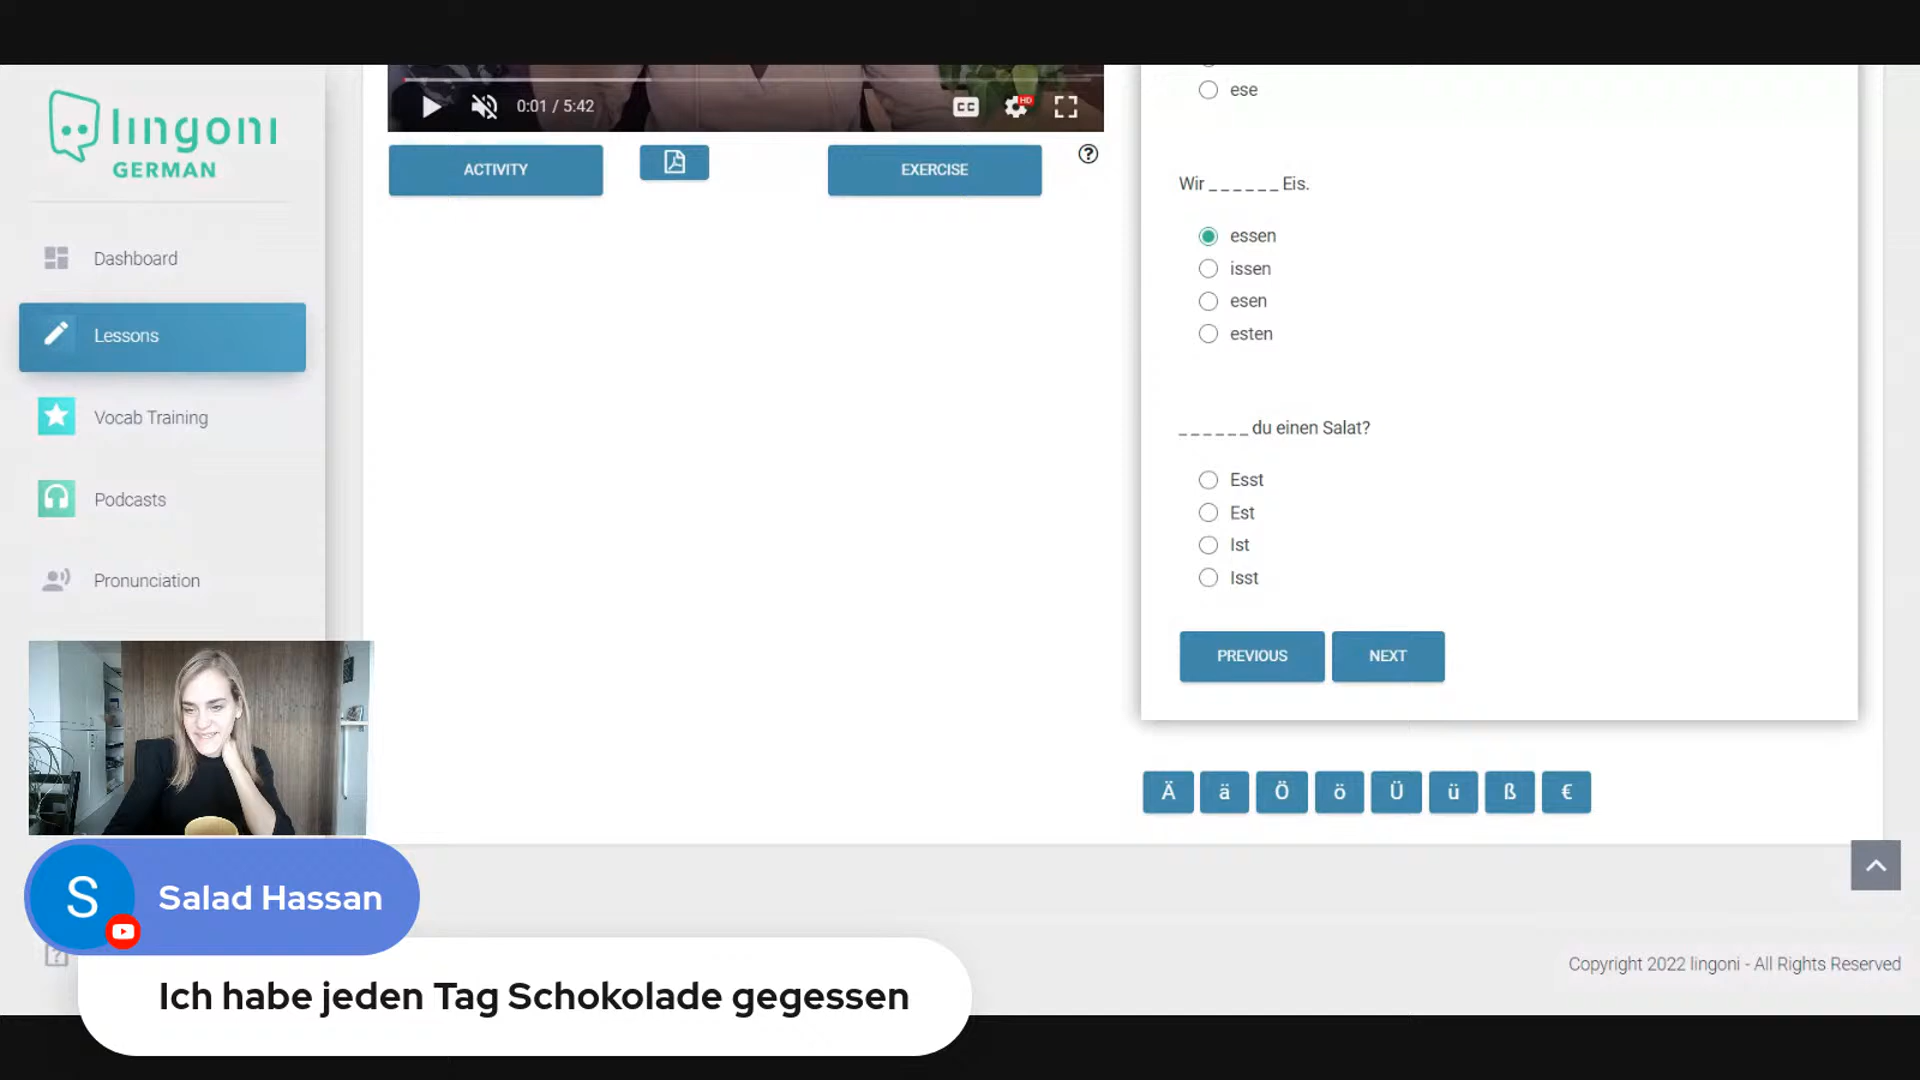 lingoni
GERMAN
Dashboard
Lessons
Vocab Training
Podcasts
Pronunciation
0:01 / 5:42
CC
HD
ACTIVITY
EXERCISE
?
ese
Wir ______ Eis.
essen
issen
esen
esten
______ du einen Salat?
Esst
Est
Ist
Isst
PREVIOUS
NEXT
Ä ä Ö ö Ü ü ß €
S
Salad Hassan
Ich habe jeden Tag Schokolade gegessen
?
Copyright 2022 lingoni - All Rights Reserved